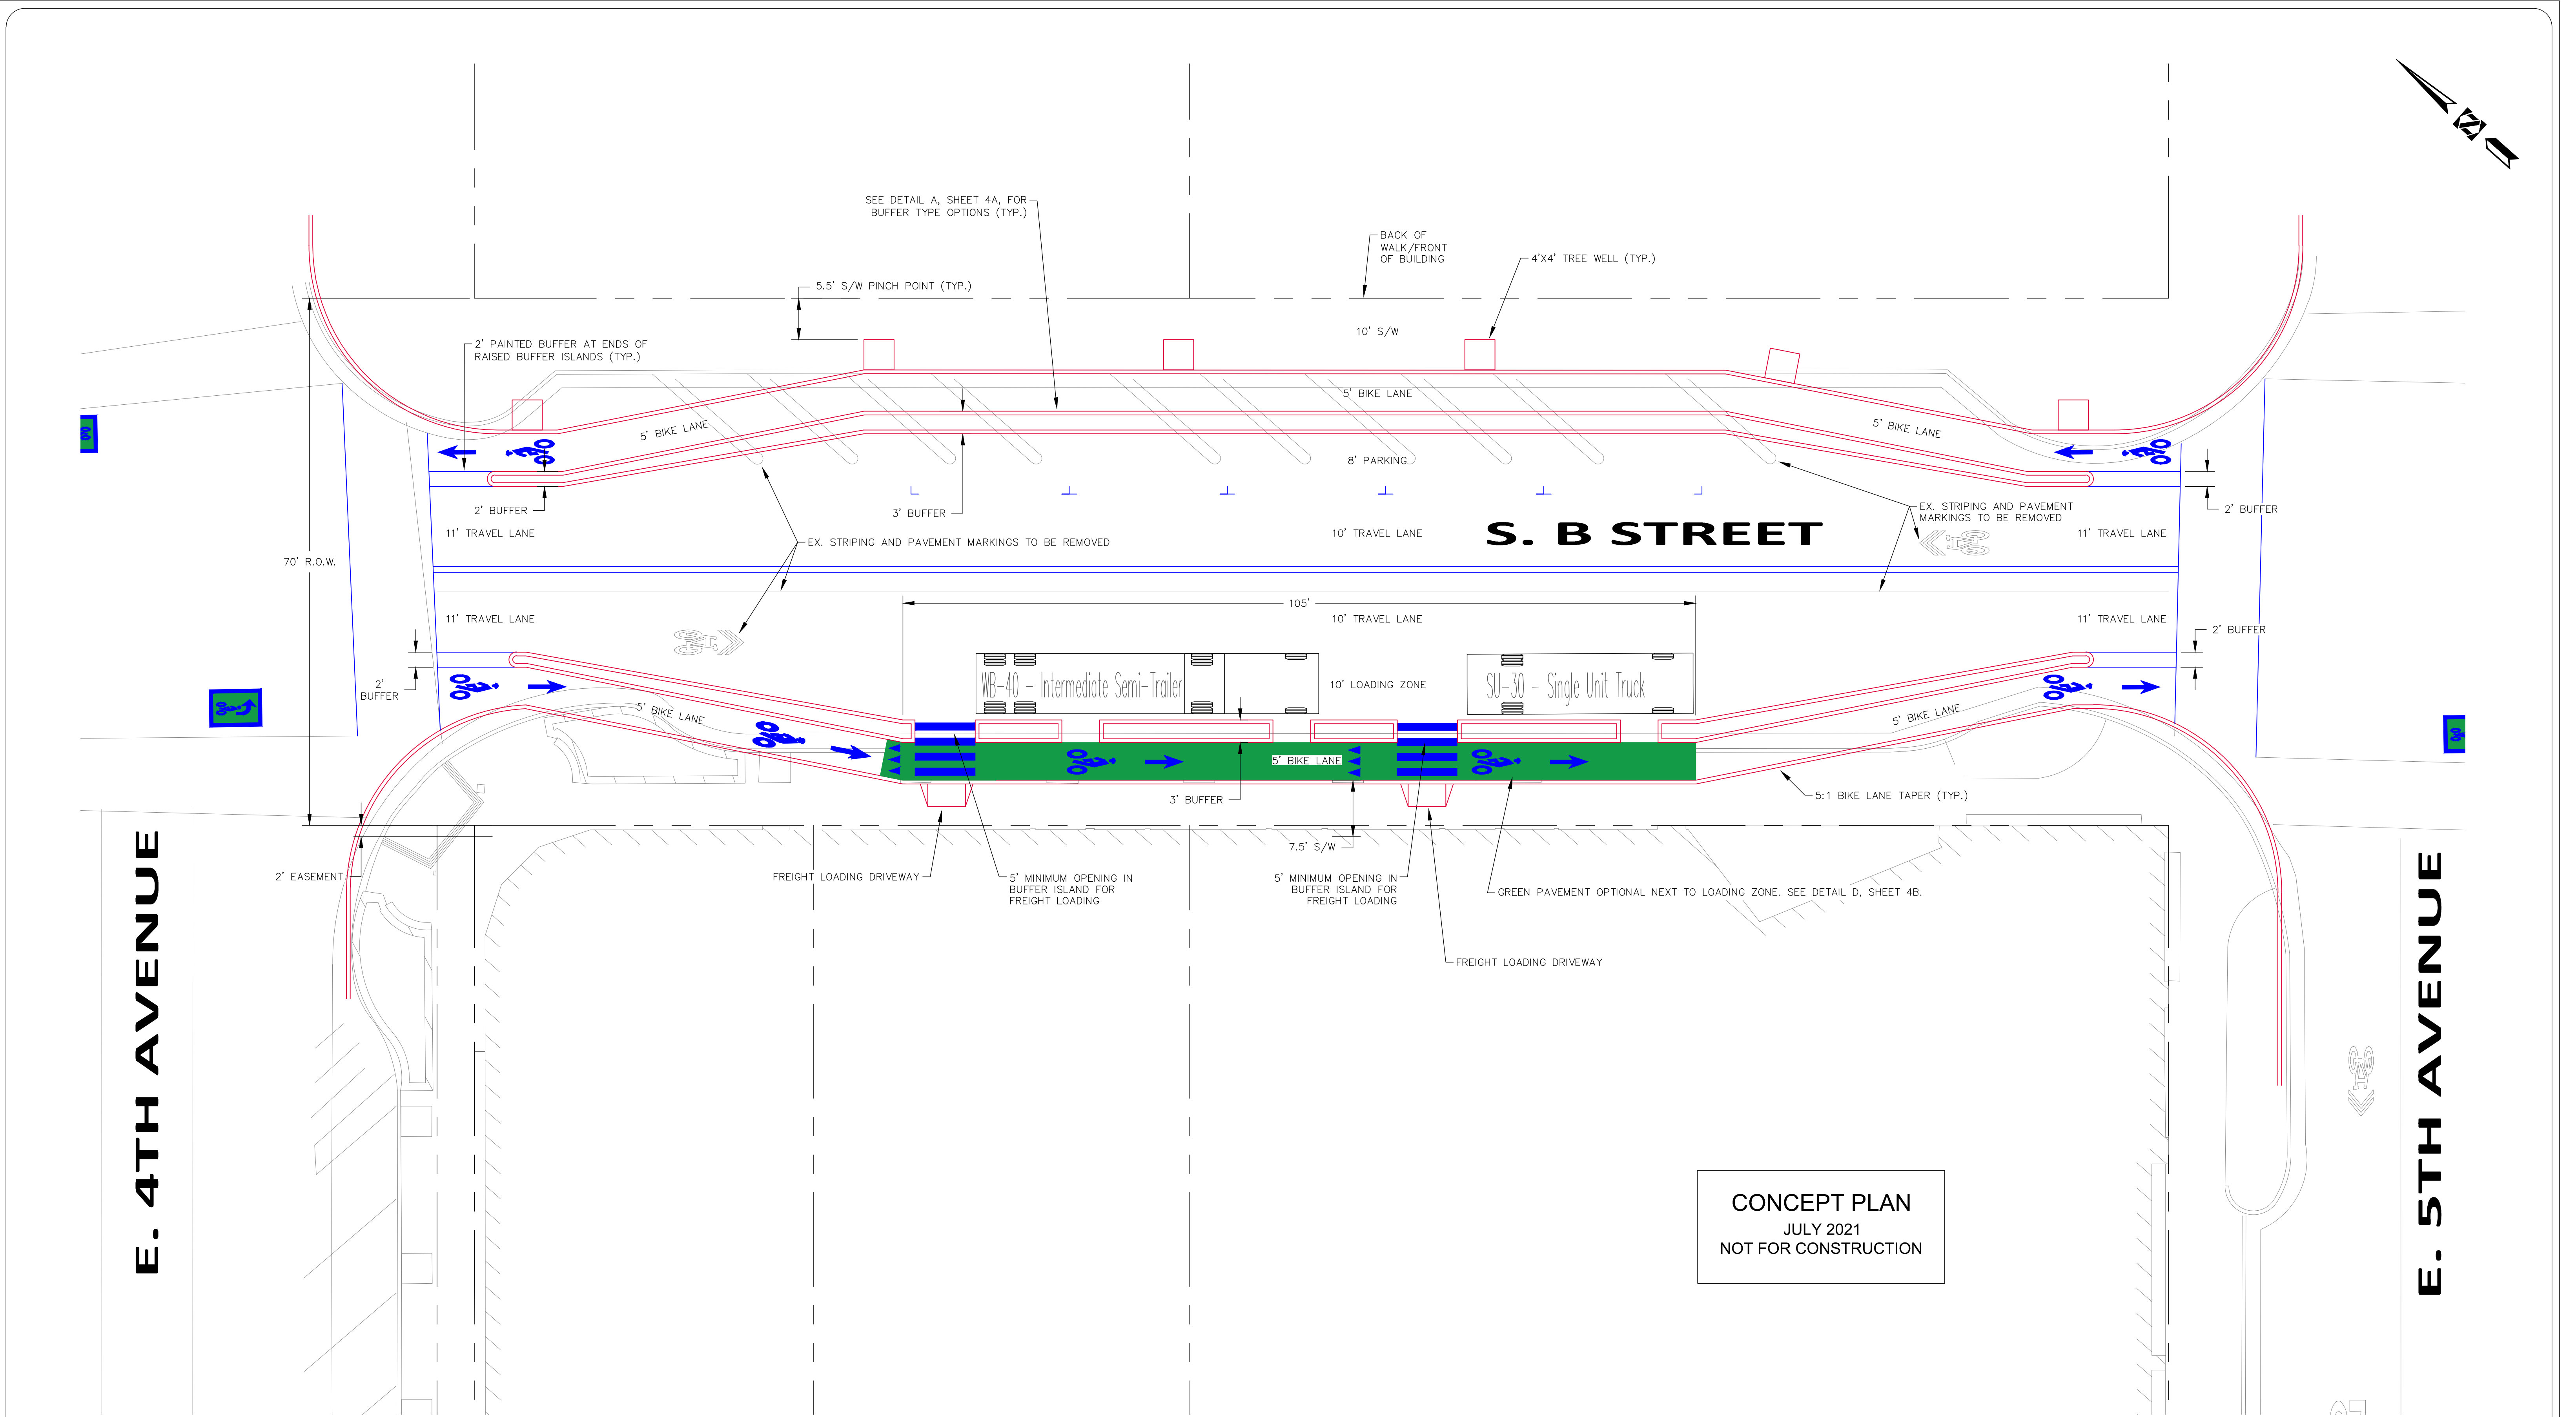 SEE DETAIL A, SHEET 4A, FOR
BUFFER TYPE OPTIONS (TYP.)
BACK OF
WALK/FRONT
OF BUILDING
4'X4' TREE WELL (TYP.)
5.5' S/W PINCH POINT (TYP.)
10' S/W
2' PAINTED BUFFER AT ENDS OF
RAISED BUFFER ISLANDS (TYP.)
5' BIKE LANE
5' BIKE LANE
5' BIKE LANE
8' PARKING
2' BUFFER
3' BUFFER
EX. STRIPING AND PAVEMENT
MARKINGS TO BE REMOVED
2' BUFFER
11' TRAVEL LANE
10' TRAVEL LANE
S. B STREET
11' TRAVEL LANE
EX. STRIPING AND PAVEMENT MARKINGS TO BE REMOVED
70' R.O.W.
105'
11' TRAVEL LANE
10' TRAVEL LANE
11' TRAVEL LANE
2' BUFFER
2'
BUFFER
WB-40 - Intermediate Semi-Trailer
10' LOADING ZONE
SU-30 - Single Unit Truck
5' BIKE LANE
5' BIKE LANE
5' BIKE LANE
3' BUFFER
5:1 BIKE LANE TAPER (TYP.)
7.5' S/W
2' EASEMENT
FREIGHT LOADING DRIVEWAY
5' MINIMUM OPENING IN
BUFFER ISLAND FOR
FREIGHT LOADING
5' MINIMUM OPENING IN
BUFFER ISLAND FOR
FREIGHT LOADING
GREEN PAVEMENT OPTIONAL NEXT TO LOADING ZONE. SEE DETAIL D, SHEET 4B.
FREIGHT LOADING DRIVEWAY
E. 4TH AVENUE
E. 5TH AVENUE
CONCEPT PLAN
JULY 2021
NOT FOR CONSTRUCTION